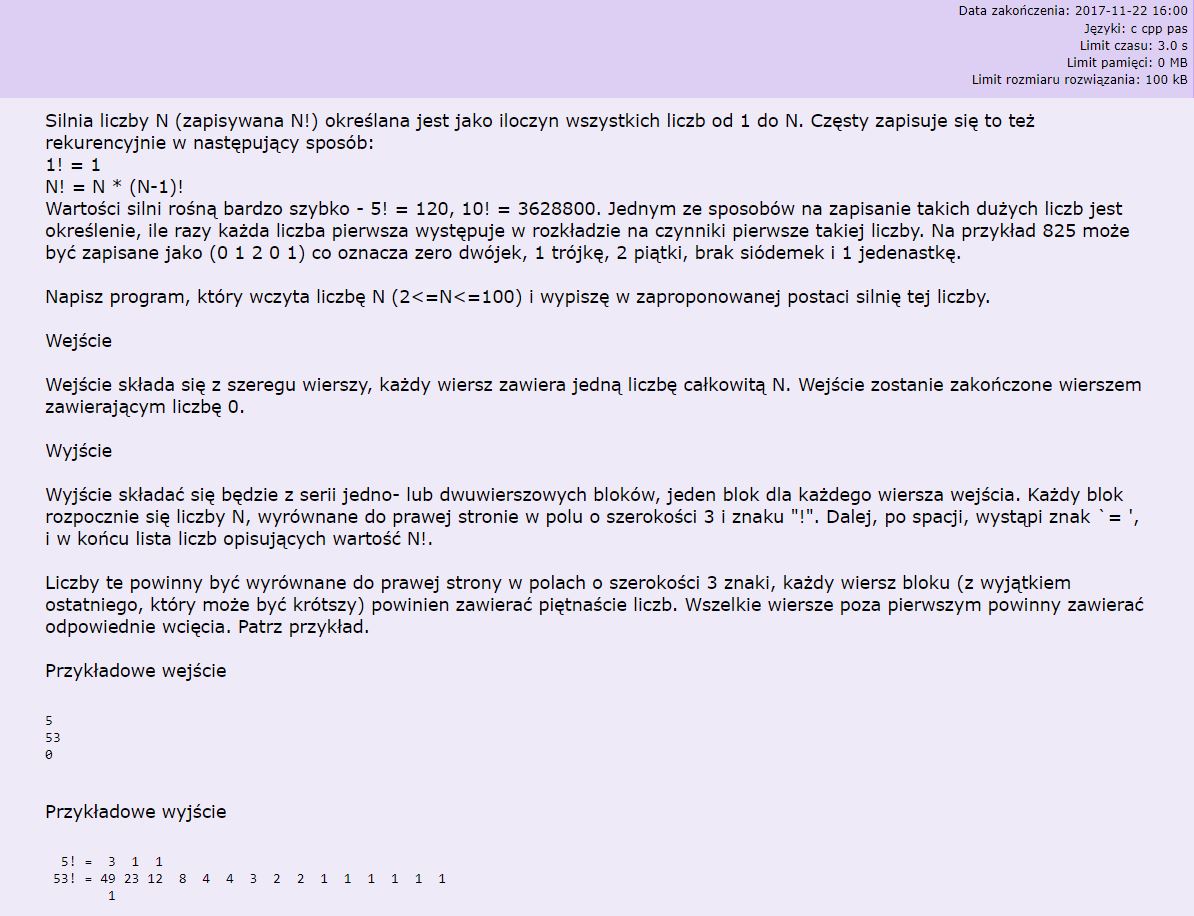 Data zakończenia: 2017-11-22 16:00
Języki: c cpp pas
Limit czasu: 3.0 s
Limit pamięci: 0 MB
Limit rozmiaru rozwiązania: 100 kB
Silnia liczby N (zapisywana N!) określana jest jako iloczyn wszystkich liczb od 1 do N. Częsty zapisuje się to też
rekurencyjnie w następujący sposób:
1! = 1
N! = N * (N-1)!
Wartości silni rosną bardzo szybko - 5! = 120, 10! = 3628800. Jednym ze sposobów na zapisanie takich dużych liczb jest
określenie, ile razy każda liczba pierwsza występuje w rozkładzie na czynniki pierwsze takiej liczby. Na przykład 825 może
być zapisane jako (0 1 2 0 1) co oznacza zero dwójek, 1 trójkę, 2 piątki, brak siódemek i 1 jedenastkę.
Napisz program, który wczyta liczbę N (2<=N<=100) i wypiszę w zaproponowanej postaci silnię tej liczby.
Wejście
Wejście składa się z szeregu wierszy, każdy wiersz zawiera jedną liczbę całkowitą N. Wejście zostanie zakończone wierszem
zawierającym liczbę 0.
Wyjście
Wyjście składać się będzie z serii jedno- lub dwuwierszowych bloków, jeden blok dla każdego wiersza wejścia. Każdy blok
rozpocznie się liczby N, wyrównane do prawej stronie w polu o szerokości 3 i znaku "!". Dalej, po spacji, wystąpi znak `= ',
i w końcu lista liczb opisujących wartość N!.
Liczby te powinny być wyrównane do prawej strony w polach o szerokości 3 znaki, każdy wiersz bloku (z wyjątkiem
ostatniego, który może być krótszy) powinien zawierać piętnaście liczb. Wszelkie wiersze poza pierwszym powinny zawierać
odpowiednie wcięcia. Patrz przykład.
Przykładowe wejście
5
53
0
Przykładowe wyjście
  5! =  3  1  1
 53! = 49 23 12  8  4  4  3  2  2  1  1  1  1  1  1
        1